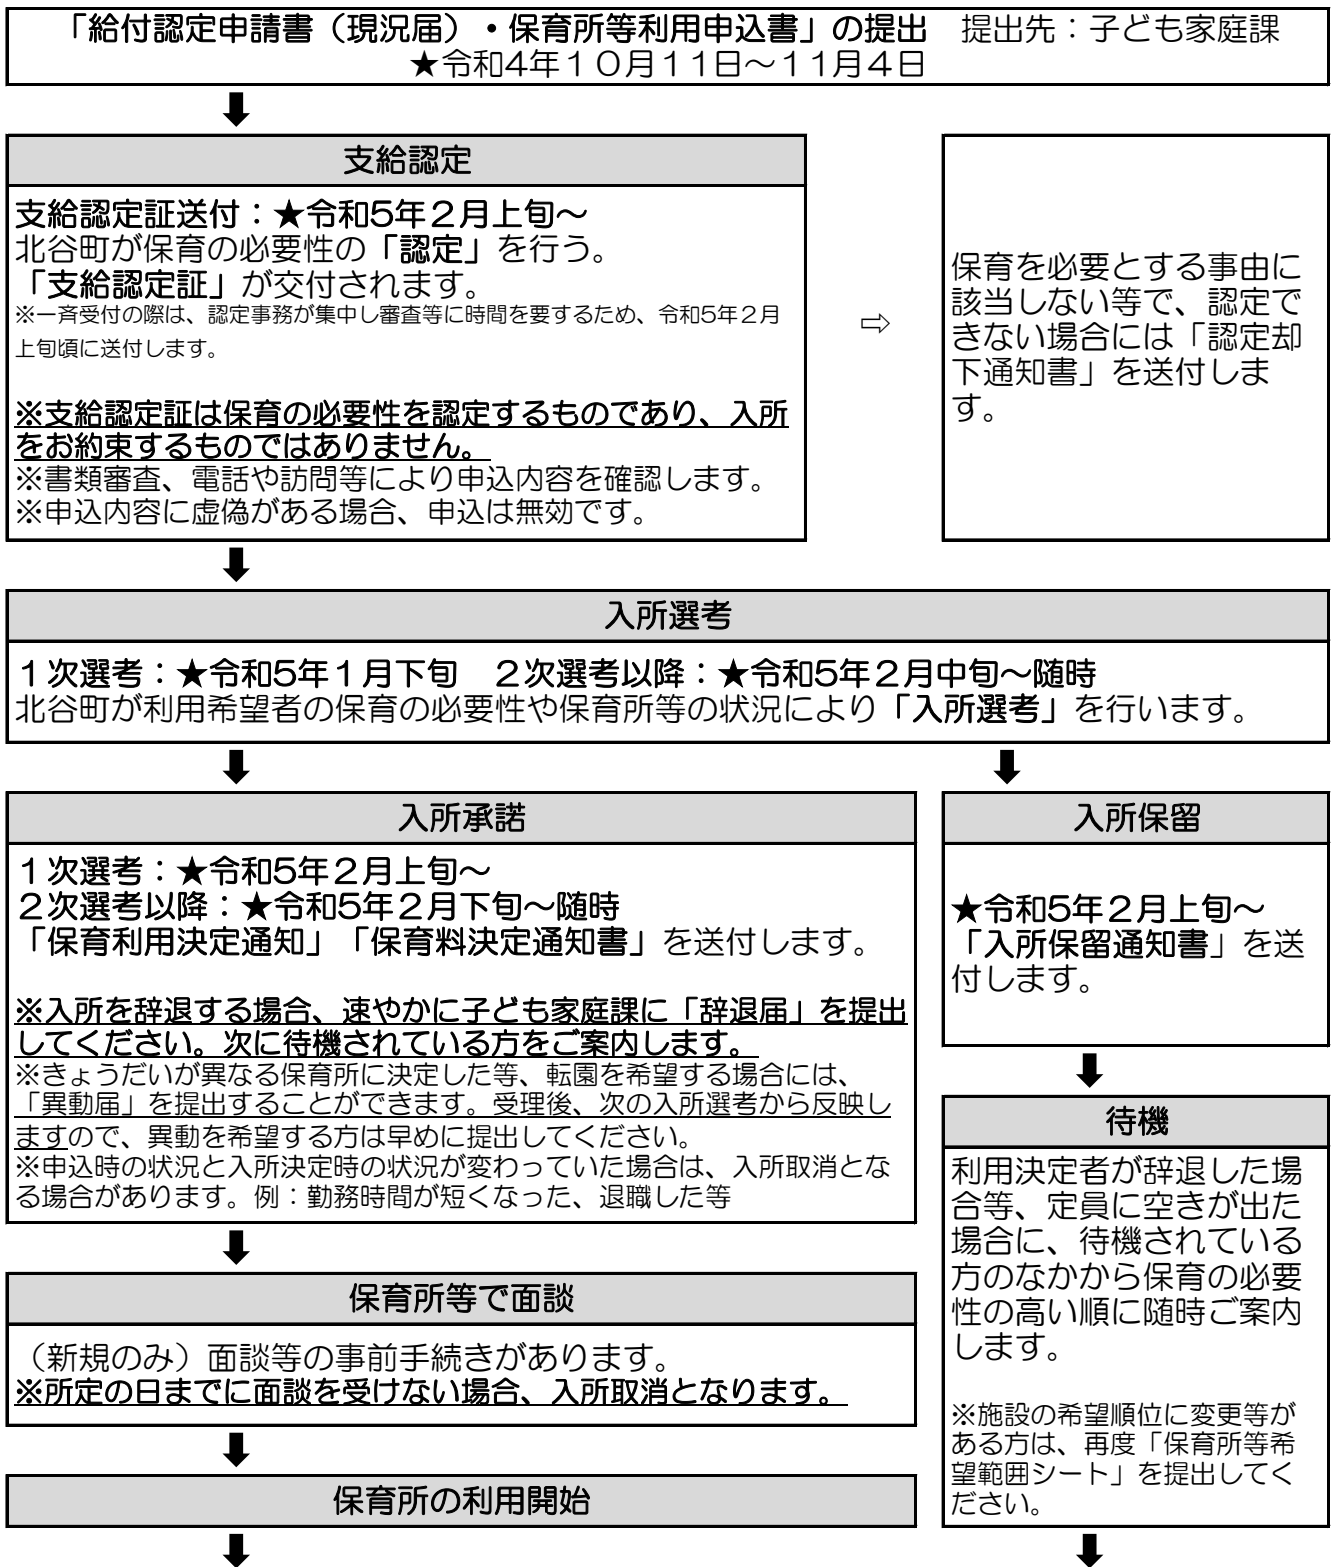 「給付認定申請書（現況届）・保育所等利用申込書」の提出　提出先：子ども家庭課
★令和4年１０月１１日～１１月４日
支給認定
支給認定証送付：★令和5年２月上旬～
北谷町が保育の必要性の「認定」を行う。
「支給認定証」が交付されます。
※一斉受付の際は、認定事務が集中し審査等に時間を要するため、令和5年２月
上旬頃に送付します。
※支給認定証は保育の必要性を認定するものであり、入所
をお約束するものではありません。
※書類審査、電話や訪問等により申込内容を確認します。
※申込内容に虚偽がある場合、申込は無効です。
⇨
保育を必要とする事由に
該当しない等で、認定で
きない場合には「認定却
下通知書」を送付しま
す。
入所選考
１次選考：★令和5年１月下旬　２次選考以降：★令和5年２月中旬～随時
北谷町が利用希望者の保育の必要性や保育所等の状況により「入所選考」を行います。
入所承諾
１次選考：★令和5年２月上旬～
２次選考以降：★令和5年２月下旬～随時
「保育利用決定通知」「保育料決定通知書」を送付します。
※入所を辞退する場合、速やかに子ども家庭課に「辞退届」を提出
してください。次に待機されている方をご案内します。
※きょうだいが異なる保育所に決定した等、転園を希望する場合には、
「異動届」を提出することができます。受理後、次の入所選考から反映し
ますので、異動を希望する方は早めに提出してください。
※申込時の状況と入所決定時の状況が変わっていた場合は、入所取消とな
る場合があります。例：勤務時間が短くなった、退職した等
入所保留
★令和5年２月上旬～
「入所保留通知書」を送
付します。
待機
利用決定者が辞退した場
合等、定員に空きが出た
場合に、待機されている
方のなかから保育の必要
性の高い順に随時ご案内
します。
※施設の希望順位に変更等が
ある方は、再度「保育所等希
望範囲シート」を提出してく
ださい。
保育所等で面談
（新規のみ）面談等の事前手続きがあります。
※所定の日までに面談を受けない場合、入所取消となります。
保育所の利用開始